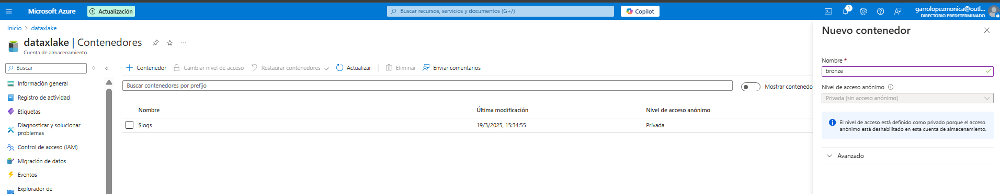 Microsoft Azure
Actualización
Buscar recursos, servicios y documentos (G+/)
Copilot
3
garrolopezmonica@outl...
DIRECTORIO PREDETERMINADO
Inicio > dataxlake
dataxlake | Contenedores
Cuenta de almacenamiento
Buscar
Información general
Registro de actividad
Etiquetas
Diagnosticar y solucionar
problemas
Control de acceso (IAM)
Migración de datos
Eventos
Explorador de
Contenedor
Cambiar nivel de acceso
Restaurar contenedores
Actualizar
Eliminar
Enviar comentarios
Buscar contenedores por prefijo
Mostrar contenedo
Nombre Última modificación Nivel de acceso anónimo
$logs 19/3/2025, 15:34:55 Privada
Nuevo contenedor
Nombre *
bronze
Nivel de acceso anónimo
Privada (sin acceso anónimo)
El nivel de acceso está definido como privado porque el acceso
anónimo está deshabilitado en esta cuenta de almacenamiento.
Avanzado